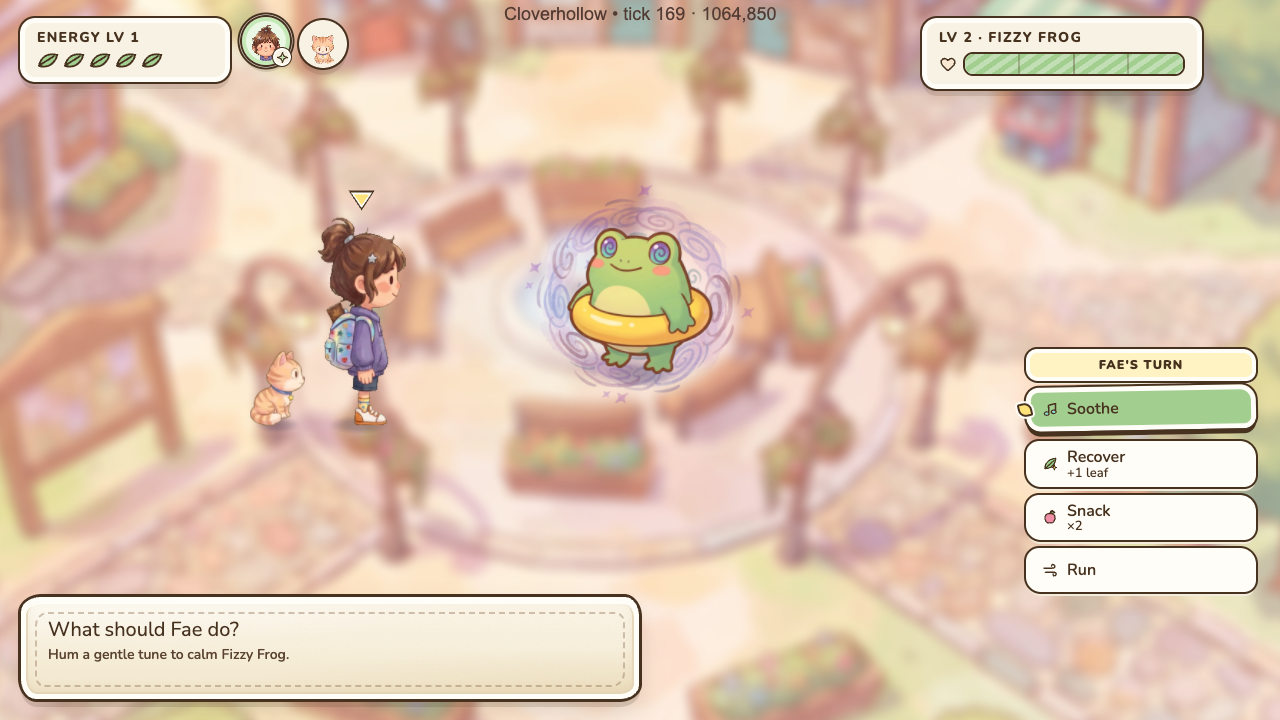 Cloverhollow • tick 169 · 1064,850
ENERGY LV 1
LV 2 · FIZZY FROG
FAE'S TURN
Soothe
Recover
+1 leaf
Snack
×2
Run
What should Fae do?
Hum a gentle tune to calm Fizzy Frog.